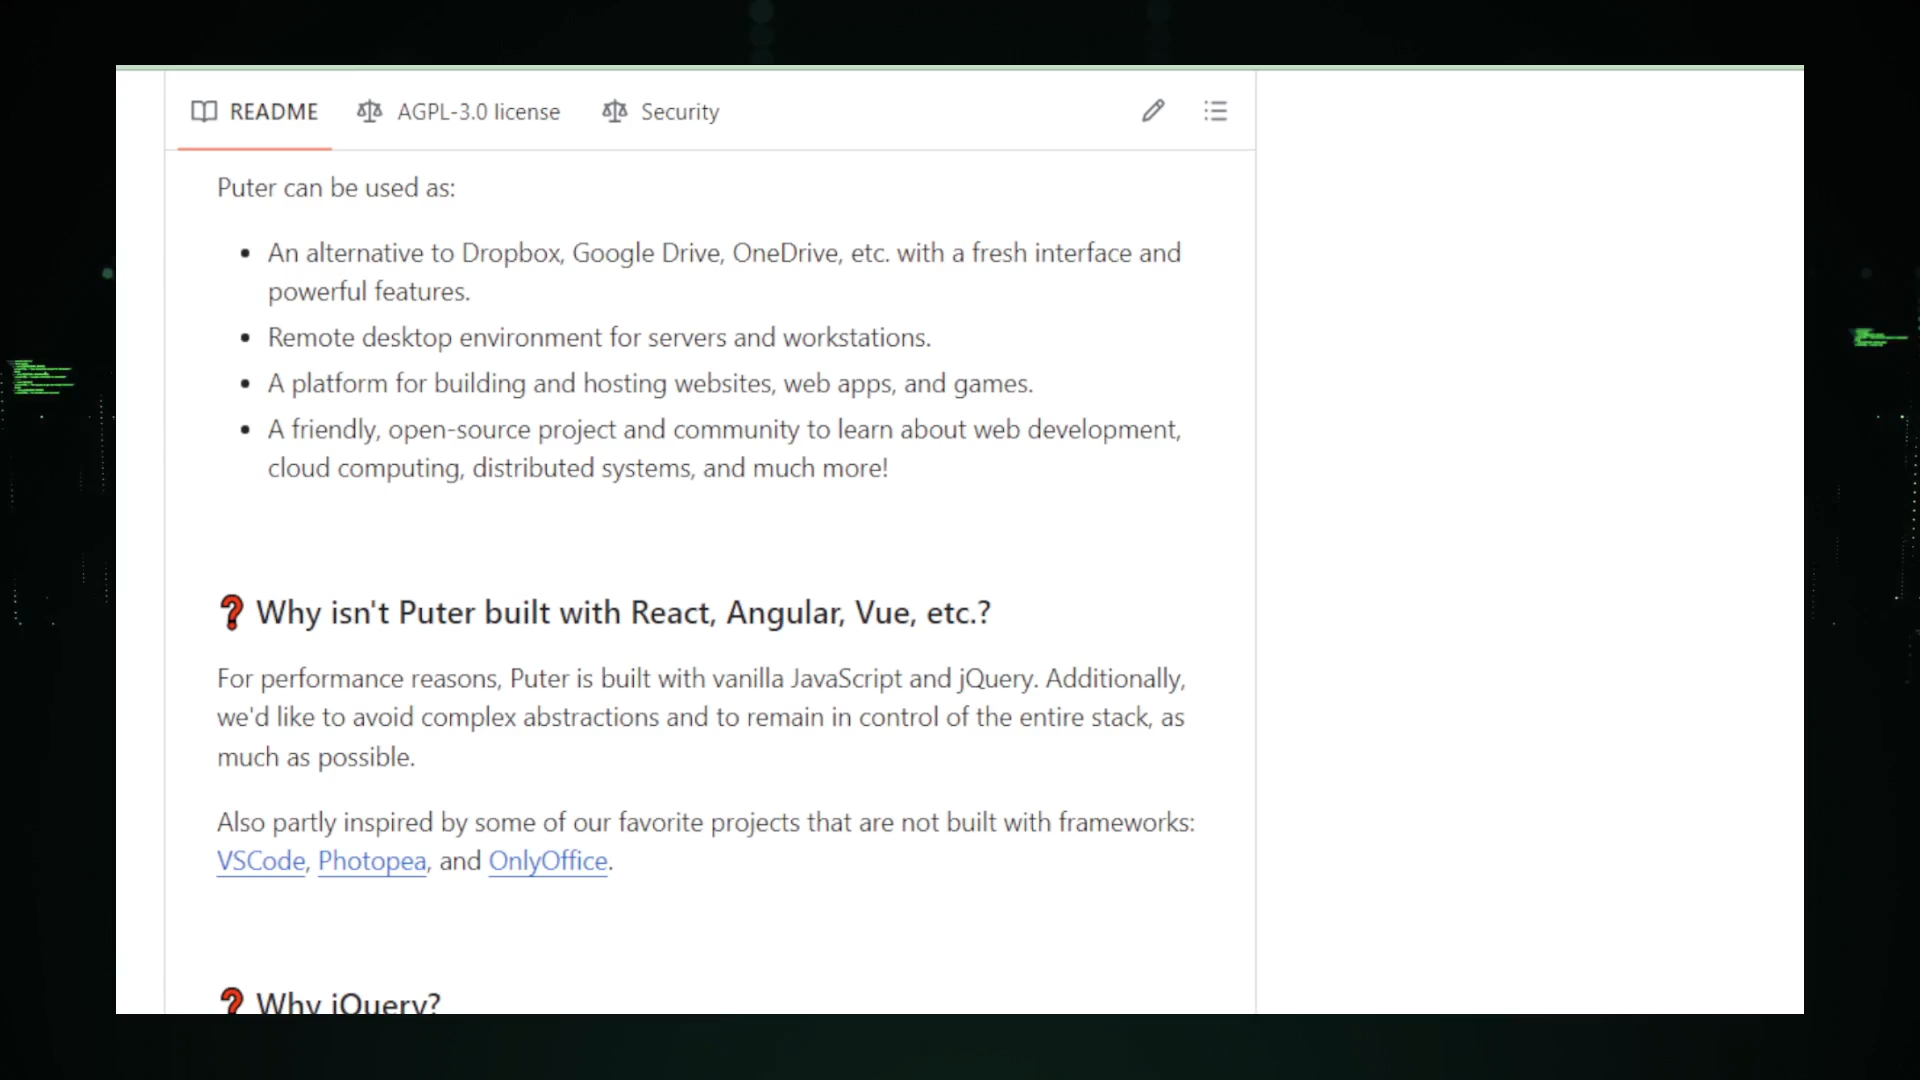 README AGPL-3.0 license Security
Puter can be used as:
• An alternative to Dropbox, Google Drive, OneDrive, etc. with a fresh interface and
powerful features.
• Remote desktop environment for servers and workstations.
• A platform for building and hosting websites, web apps, and games.
• A friendly, open-source project and community to learn about web development,
cloud computing, distributed systems, and much more!
❓ Why isn't Puter built with React, Angular, Vue, etc.?
For performance reasons, Puter is built with vanilla JavaScript and jQuery. Additionally,
we'd like to avoid complex abstractions and to remain in control of the entire stack, as
much as possible.
Also partly inspired by some of our favorite projects that are not built with frameworks:
VSCode, Photopea, and OnlyOffice.
❓ Why jQuery?